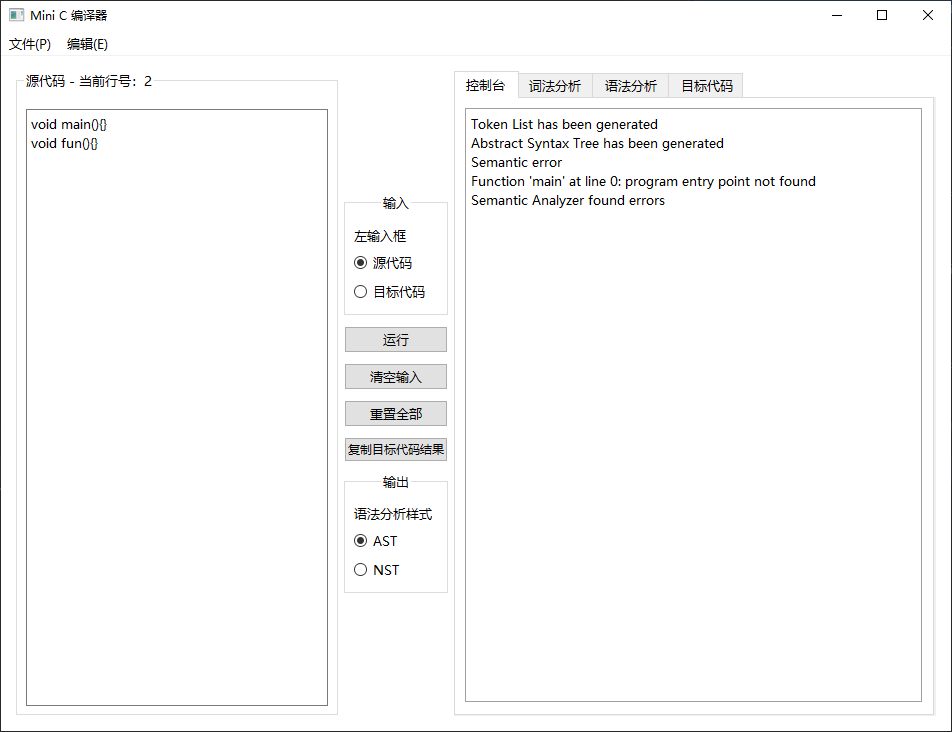 Mini C 编译器
文件(P) 编辑(E)
源代码 - 当前行号：2
void main(){}
void fun(){}
输入
左输入框
源代码
目标代码
运行
清空输入
重置全部
复制目标代码结果
输出
语法分析样式
AST
NST
控制台 词法分析 语法分析 目标代码
Token List has been generated
Abstract Syntax Tree has been generated
Semantic error
Function 'main' at line 0: program entry point not found
Semantic Analyzer found errors